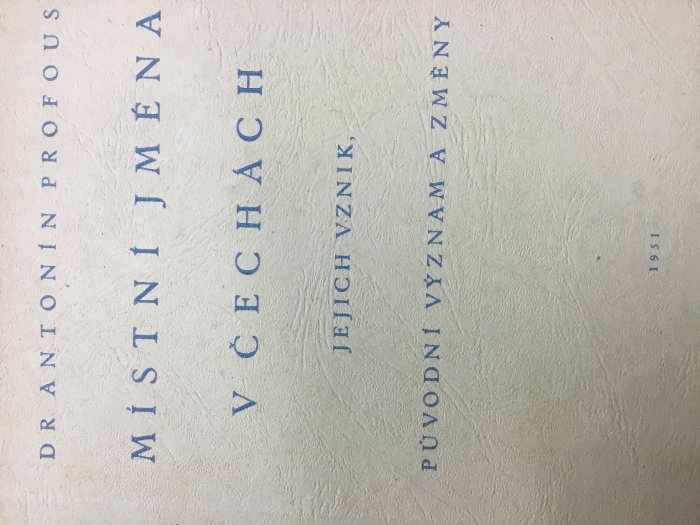 DR ANTONÍN PROFOUS
MÍSTNÍ JMÉNA
V ČECHÁCH
JEJICH VZNIK,
PŮVODNÍ VÝZNAM A ZMĚNY
1951